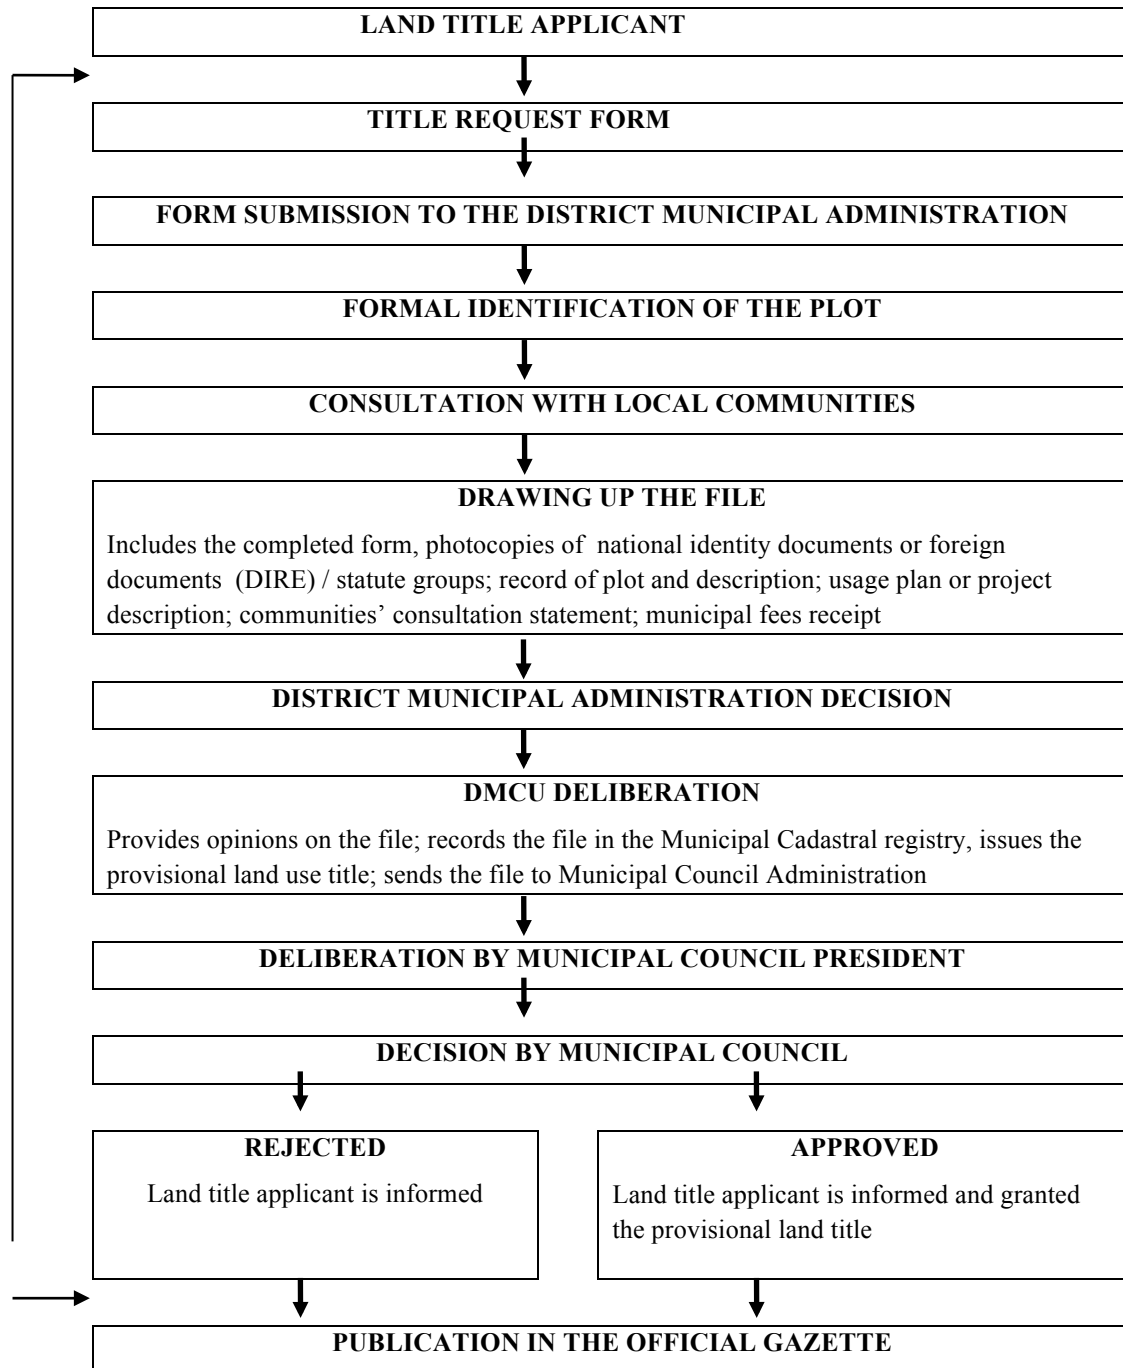 LAND TITLE APPLICANT
TITLE REQUEST FORM
FORM SUBMISSION TO THE DISTRICT MUNICIPAL ADMINISTRATION
FORMAL IDENTIFICATION OF THE PLOT
CONSULTATION WITH LOCAL COMMUNITIES
DRAWING UP THE FILE
Includes the completed form, photocopies of national identity documents or foreign
documents (DIRE) / statute groups; record of plot and description; usage plan or project
description; communities’ consultation statement; municipal fees receipt
DISTRICT MUNICIPAL ADMINISTRATION DECISION
DMCU DELIBERATION
Provides opinions on the file; records the file in the Municipal Cadastral registry, issues the
provisional land use title; sends the file to Municipal Council Administration
DELIBERATION BY MUNICIPAL COUNCIL PRESIDENT
DECISION BY MUNICIPAL COUNCIL
REJECTED
Land title applicant is informed
APPROVED
Land title applicant is informed and granted
the provisional land title
PUBLICATION IN THE OFFICIAL GAZETTE